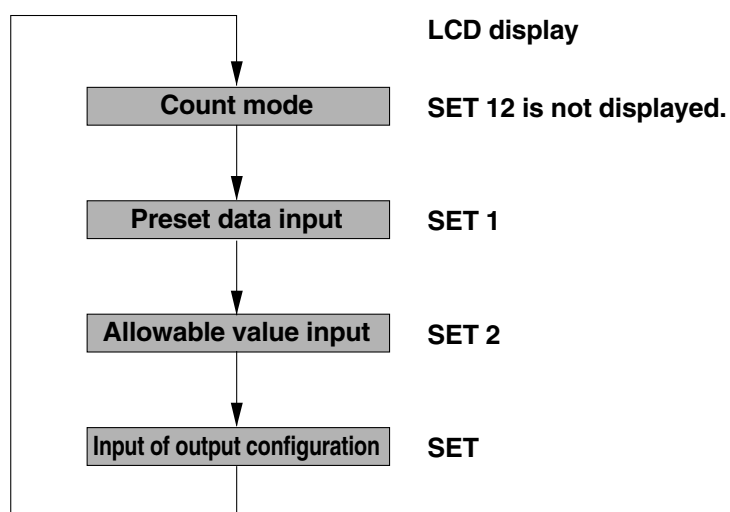 LCD display
Count mode
SET 12 is not displayed.
Preset data input
SET 1
Allowable value input
SET 2
Input of output configuration
SET